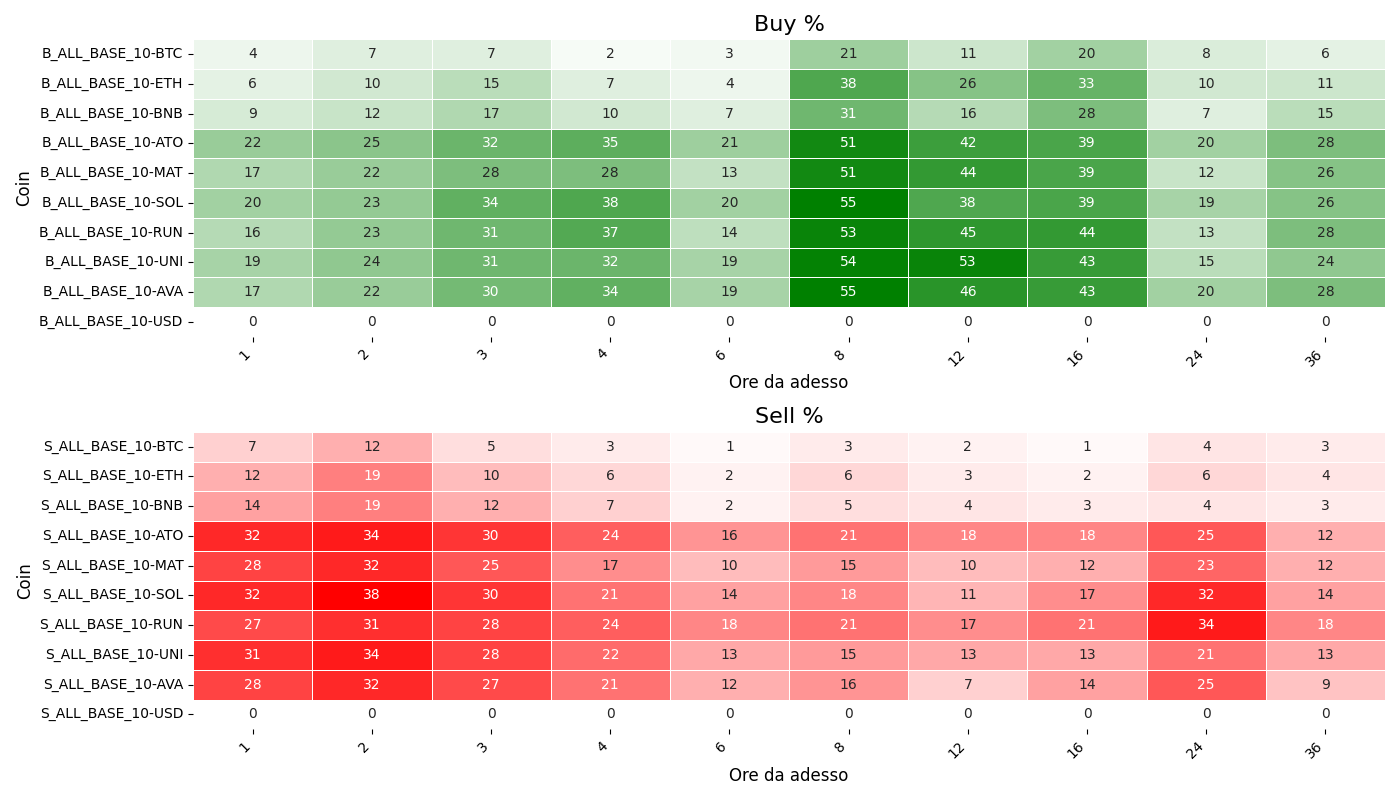 Buy %
Coin
B_ALL_BASE_10-BTC 4 7 7 2 3 21 11 20 8 6
B_ALL_BASE_10-ETH 6 10 15 7 4 38 26 33 10 11
B_ALL_BASE_10-BNB 9 12 17 10 7 31 16 28 7 15
B_ALL_BASE_10-ATO 22 25 32 35 21 51 42 39 20 28
B_ALL_BASE_10-MAT 17 22 28 28 13 51 44 39 12 26
B_ALL_BASE_10-SOL 20 23 34 38 20 55 38 39 19 26
B_ALL_BASE_10-RUN 16 23 31 37 14 53 45 44 13 28
B_ALL_BASE_10-UNI 19 24 31 32 19 54 53 43 15 24
B_ALL_BASE_10-AVA 17 22 30 34 19 55 46 43 20 28
B_ALL_BASE_10-USD 0 0 0 0 0 0 0 0 0 0
1 2 3 4 6 8 12 16 24 36
Ore da adesso
Sell %
Coin
S_ALL_BASE_10-BTC 7 12 5 3 1 3 2 1 4 3
S_ALL_BASE_10-ETH 12 19 10 6 2 6 3 2 6 4
S_ALL_BASE_10-BNB 14 19 12 7 2 5 4 3 4 3
S_ALL_BASE_10-ATO 32 34 30 24 16 21 18 18 25 12
S_ALL_BASE_10-MAT 28 32 25 17 10 15 10 12 23 12
S_ALL_BASE_10-SOL 32 38 30 21 14 18 11 17 32 14
S_ALL_BASE_10-RUN 27 31 28 24 18 21 17 21 34 18
S_ALL_BASE_10-UNI 31 34 28 22 13 15 13 13 21 13
S_ALL_BASE_10-AVA 28 32 27 21 12 16 7 14 25 9
S_ALL_BASE_10-USD 0 0 0 0 0 0 0 0 0 0
1 2 3 4 6 8 12 16 24 36
Ore da adesso